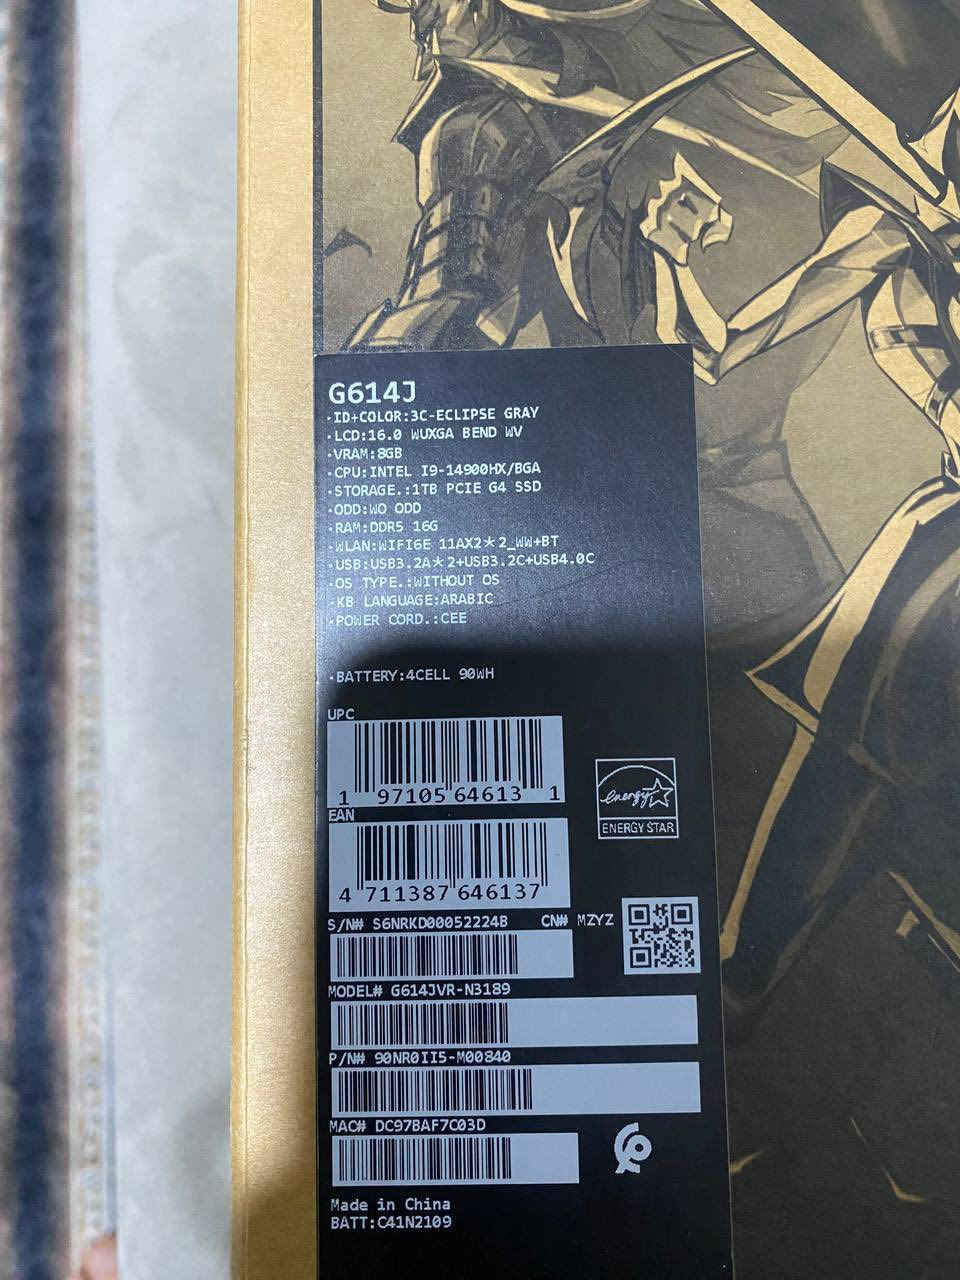 G614J
·ID+COLOR:3C-ECLIPSE GRAY
·LCD:16.0 WUXGA BEND WV
·VRAM:8GB
·CPU:INTEL I9-14900HX/BGA
·STORAGE.:1TB PCIE G4 SSD
·ODD:WO ODD
·RAM:DDR5 16G
·WLAN:WIFI6E 11AX2*2_WW+BT
·USB:USB3.2A*2+USB3.2C+USB4.0C
·OS TYPE.:WITHOUT OS
·KB LANGUAGE:ARABIC
·POWER CORD.:CEE
·BATTERY:4CELL 90WH
UPC
1 97105 64613 1
EAN
4 711387 646137
energy
ENERGY STAR
S/N# S6NRKD00052224B CN# MZYZ
MODEL# G614JVR-N3189
P/N# 90NR0II5-M00840
MAC# DC97BAF7C03D
Made in China
BATT:C41N2109